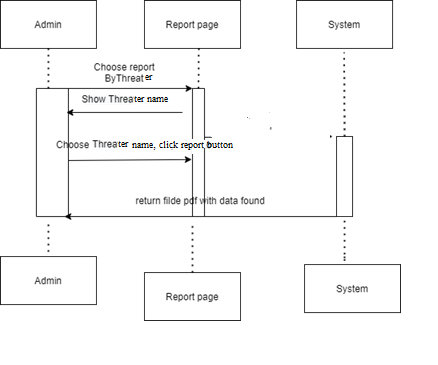 Admin
Report page
System
Choose report
ByThreater
Show Threater name
Choose Threater name, click report button
return filde pdf with data found
Admin
Report page
System